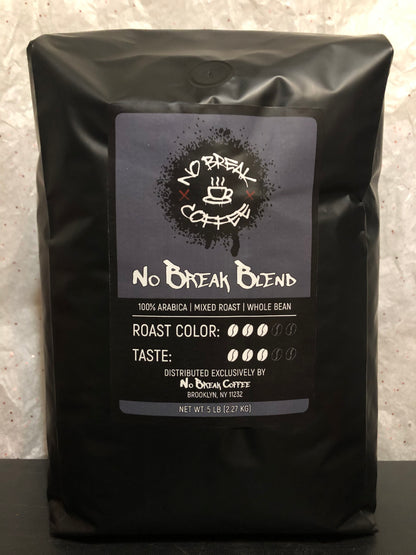 NO BREAK
COFFEE
No Break Blend
100% ARABICA | MIXED ROAST | WHOLE BEAN
ROAST COLOR:
TASTE:
DISTRIBUTED EXCLUSIVELY BY
No Break Coffee
BROOKLYN, NY 11232
NET WT: 5 LB (2.27 KG)